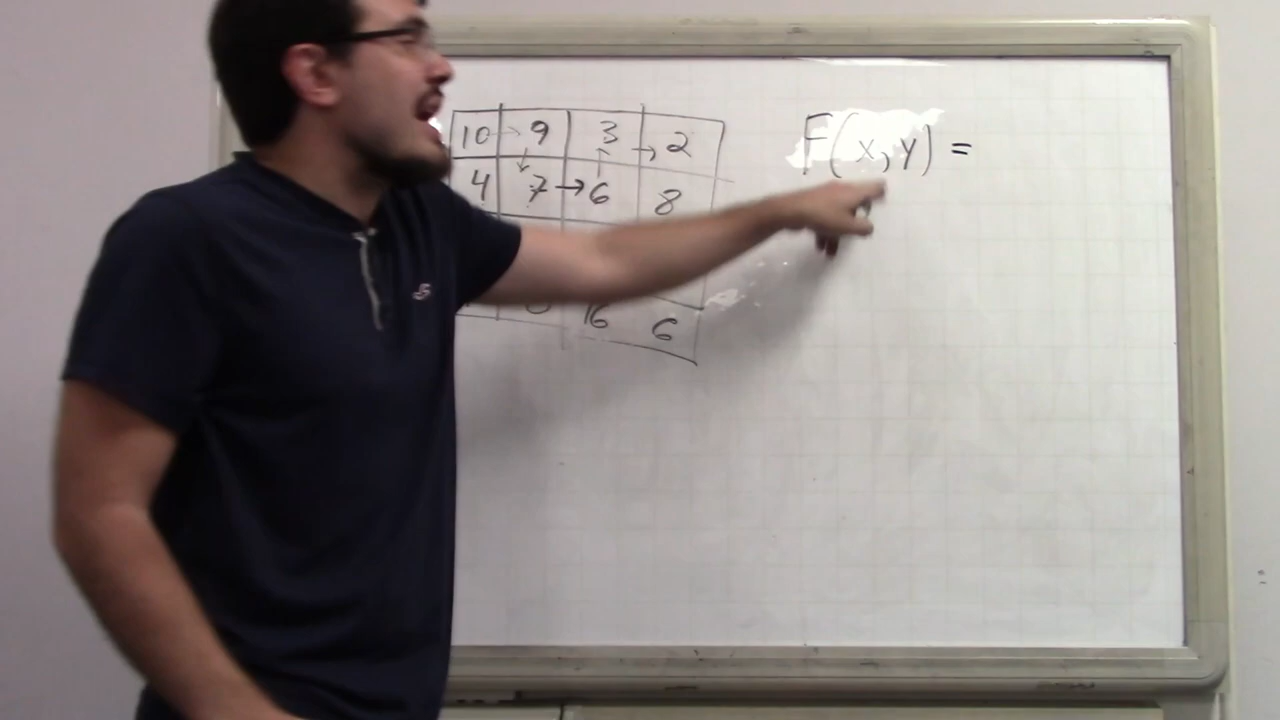 10 → 9 3 → 2
F(x,y) =
4 7 → 6 8
16 6